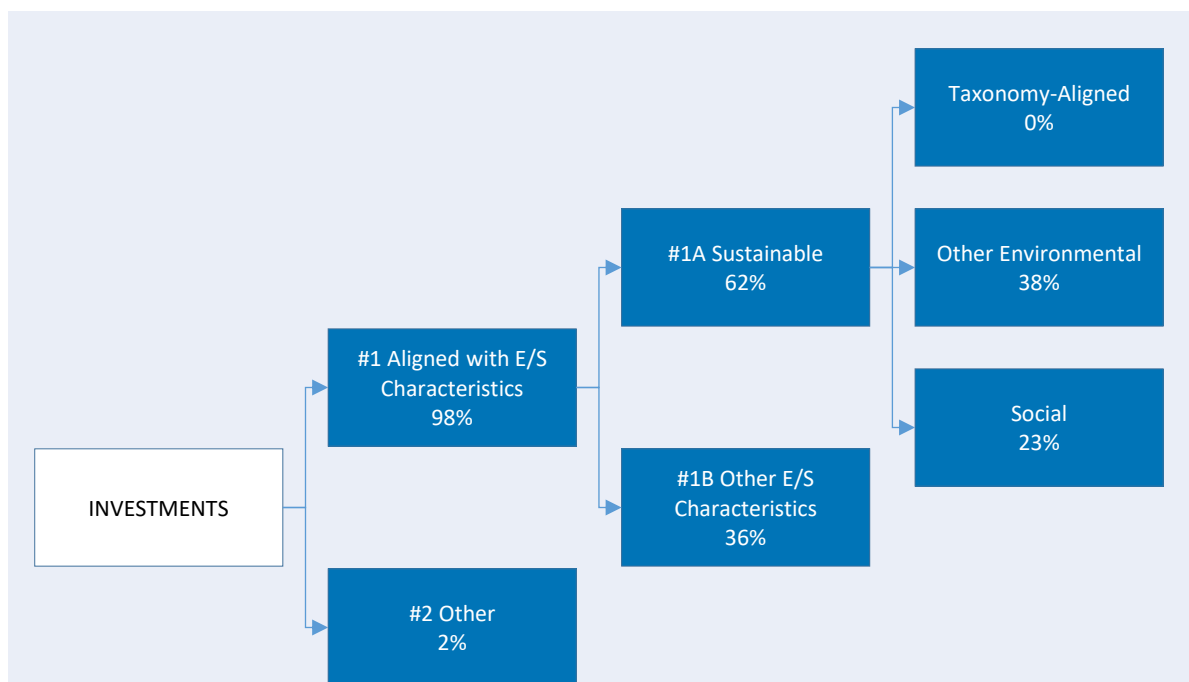 INVESTMENTS
#1 Aligned with E/S
Characteristics
98%
#2 Other
2%
#1A Sustainable
62%
#1B Other E/S
Characteristics
36%
Taxonomy-Aligned
0%
Other Environmental
38%
Social
23%